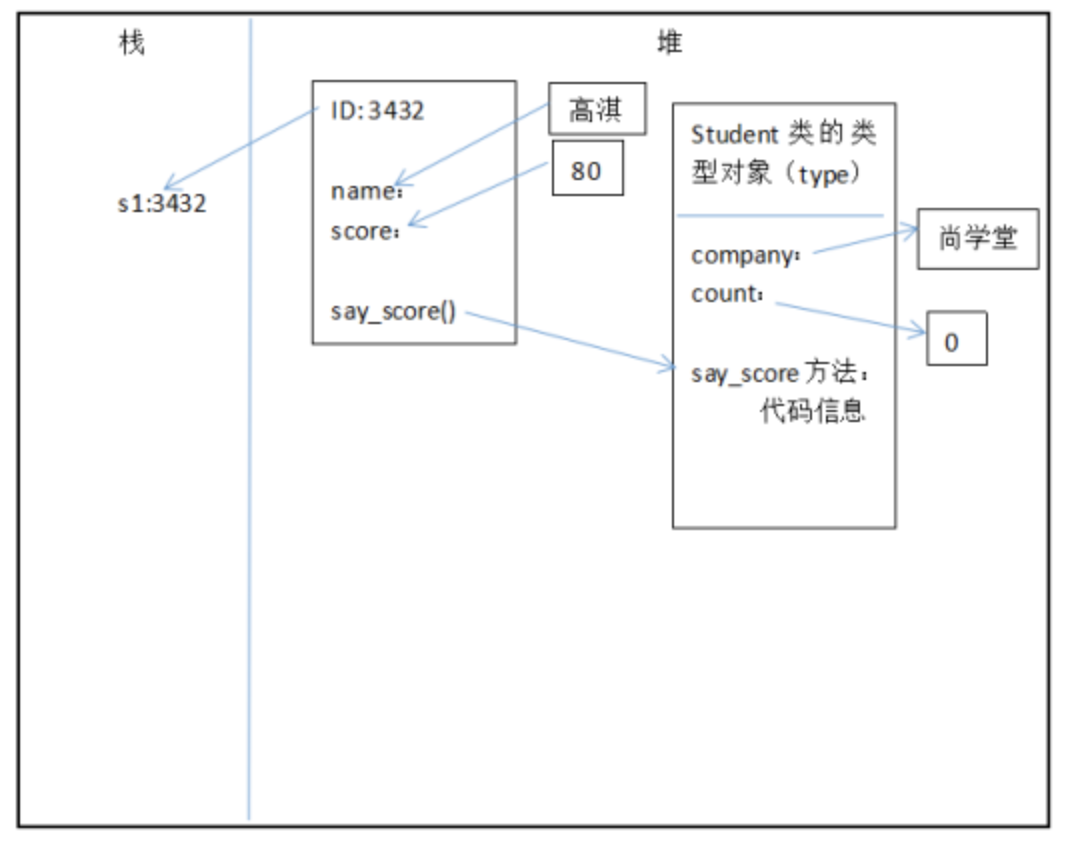 栈
堆
s1:3432
ID:3432
name:
score:
say_score()
高淇
80
Student 类的类
型对象（type）
company:
count:
say_score 方法：
代码信息
尚学堂
0